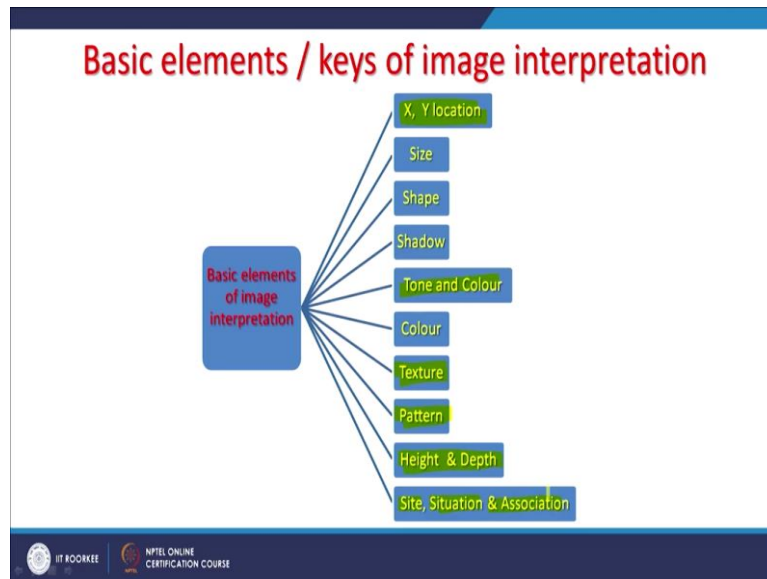 Basic elements / keys of image interpretation
Basic elements
of image
interpretation
X, Y location
Size
Shape
Shadow
Tone and Colour
Colour
Texture
Pattern
Height & Depth
Site, Situation & Association
IIT ROORKEE
NPTEL ONLINE
CERTIFICATION COURSE